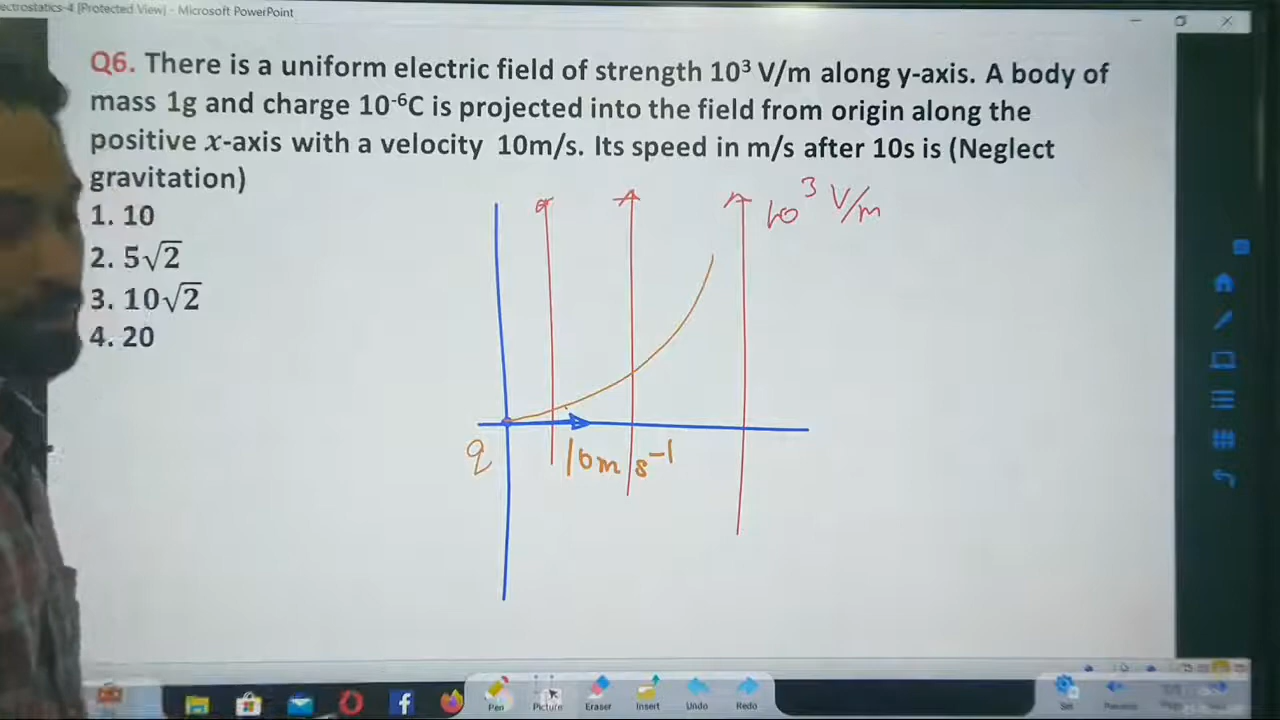 ectrostatics-4 [Protected View] - Microsoft PowerPoint
Q6. There is a uniform electric field of strength 10³ V/m along y-axis. A body of
mass 1g and charge 10⁻⁶C is projected into the field from origin along the
positive x-axis with a velocity 10m/s. Its speed in m/s after 10s is (Neglect
gravitation)
1. 10
2. 5√2
3. 10√2
4. 20
10³ V/m
q
10ms⁻¹
Pen
Picture
Eraser
Insert
Undo
Redo
Set
Previous